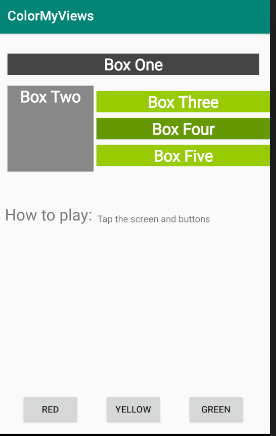 ColorMyViews
Box One
Box Two
Box Three
Box Four
Box Five
How to play: Tap the screen and buttons
RED YELLOW GREEN